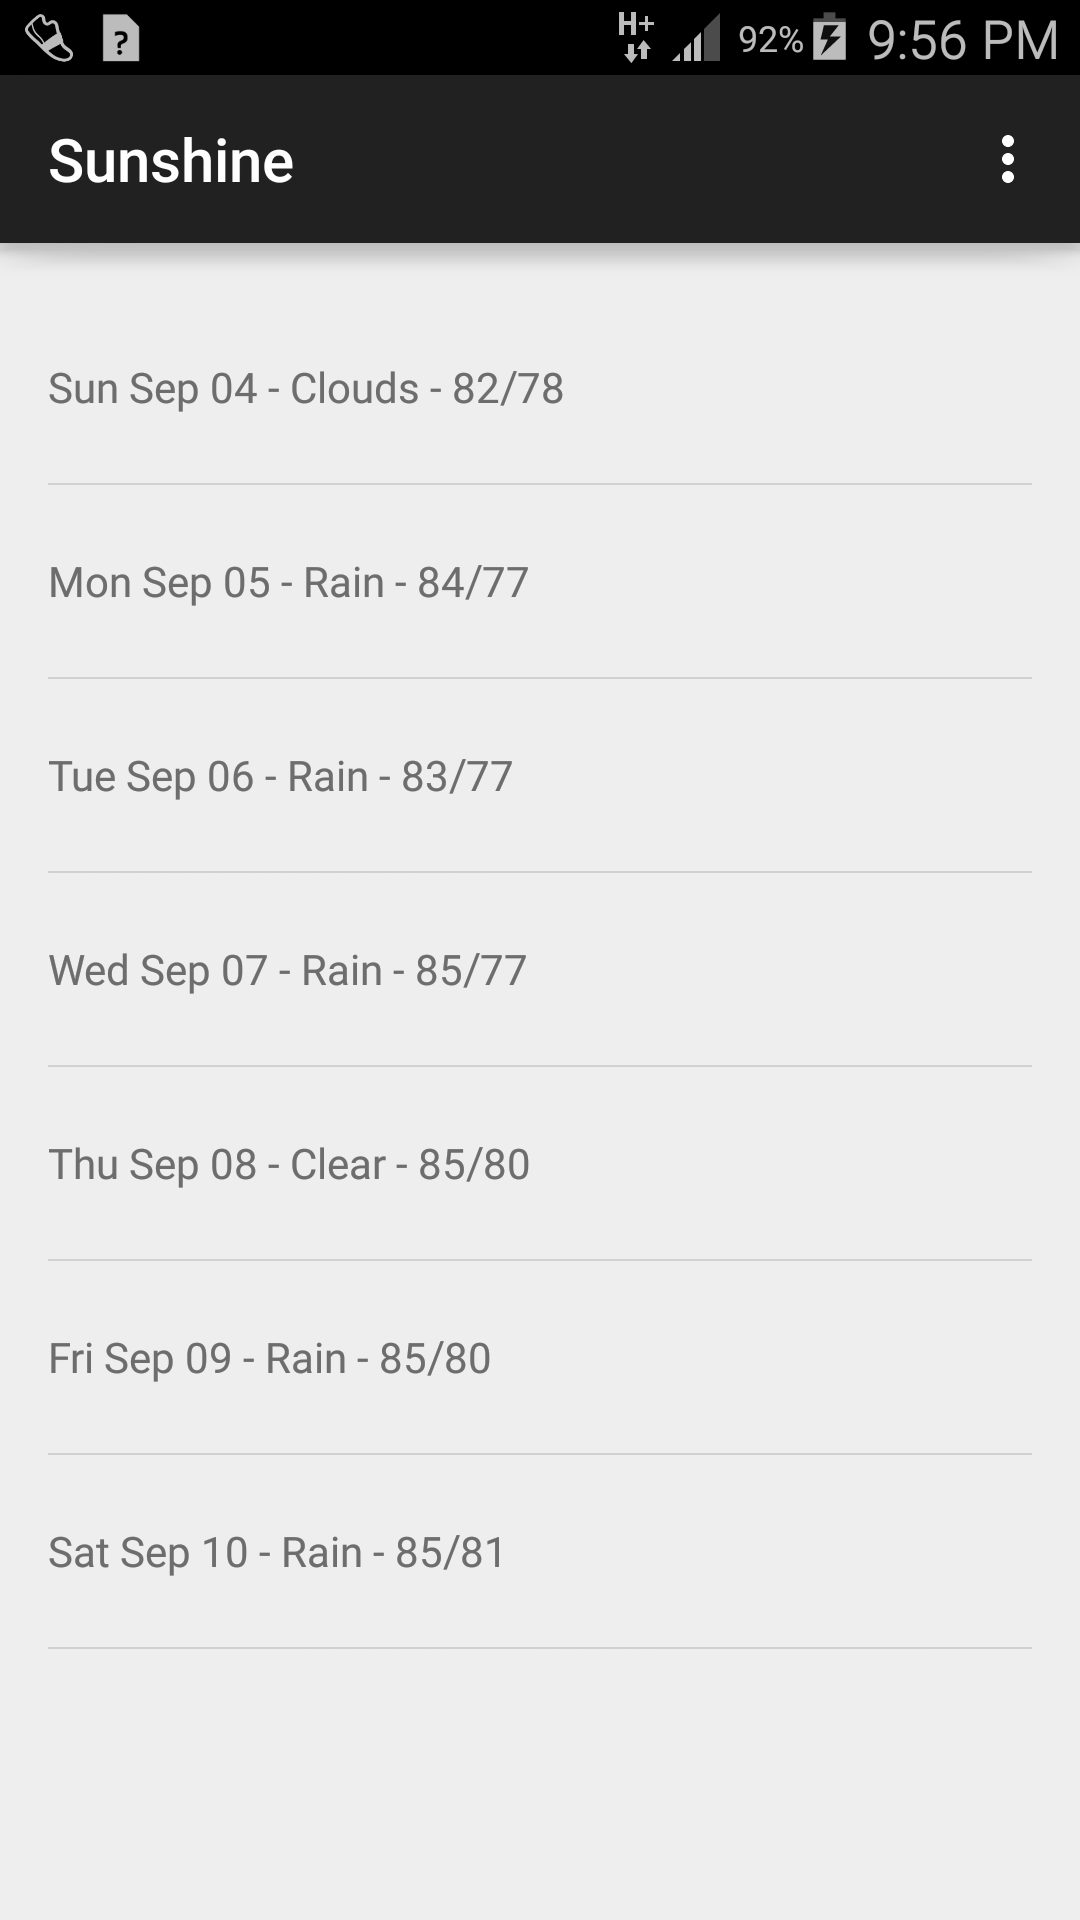 H+ 92% 9:56 PM
Sunshine
Sun Sep 04 - Clouds - 82/78
Mon Sep 05 - Rain - 84/77
Tue Sep 06 - Rain - 83/77
Wed Sep 07 - Rain - 85/77
Thu Sep 08 - Clear - 85/80
Fri Sep 09 - Rain - 85/80
Sat Sep 10 - Rain - 85/81